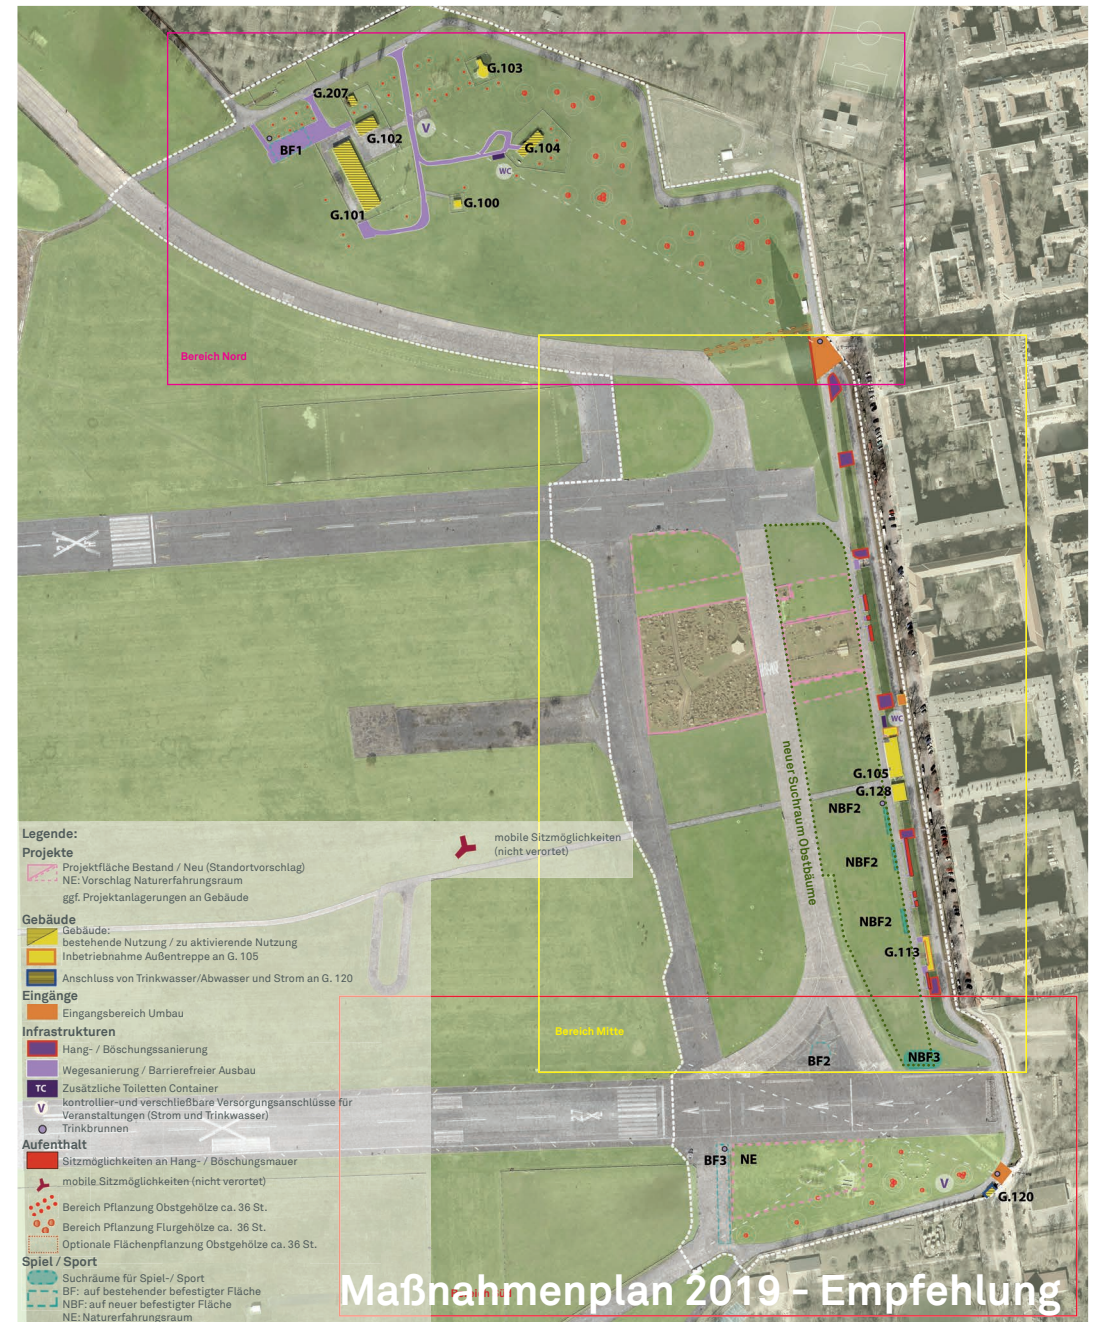 G.103
G.207
G.102
V
BF1
G.104
WC
G.101
G.100
Bereich Nord
WC
neuer Suchraum Obstbäume
G.105
G.128
NBF2
NBF2
NBF2
G.113
Legende:
mobile Sitzmöglichkeiten
(nicht verortet)
Projekte
Projektfläche Bestand / Neu (Standortvorschlag)
NE: Vorschlag Naturerfahrungsraum
ggf. Projektanlagerungen an Gebäude
Gebäude
Gebäude:
bestehende Nutzung / zu aktivierende Nutzung
Inbetriebnahme Außentreppe an G. 105
Anschluss von Trinkwasser/Abwasser und Strom an G. 120
Eingänge
Eingangsbereich Umbau
Infrastrukturen
Hang- / Böschungssanierung
Wegesanierung / Barrierefreier Ausbau
TC Zusätzliche Toiletten Container
V kontrollier-und verschließbare Versorgungsanschlüsse für
Veranstaltungen (Strom und Trinkwasser)
Trinkbrunnen
Aufenthalt
Sitzmöglichkeiten an Hang- / Böschungsmauer
mobile Sitzmöglichkeiten (nicht verortet)
Bereich Pflanzung Obstgehölze ca. 36 St.
Bereich Pflanzung Flurgehölze ca. 36 St.
Optionale Flächenpflanzung Obstgehölze ca. 36 St.
Spiel / Sport
Suchräume für Spiel-/ Sport
BF: auf bestehender befestigter Fläche
NBF: auf neuer befestigter Fläche
NE: Naturerfahrungsraum
Bereich Mitte
BF2
NBF3
BF3
NE
V
G.120
Bereich Süd
Maßnahmenplan 2019 - Empfehlung